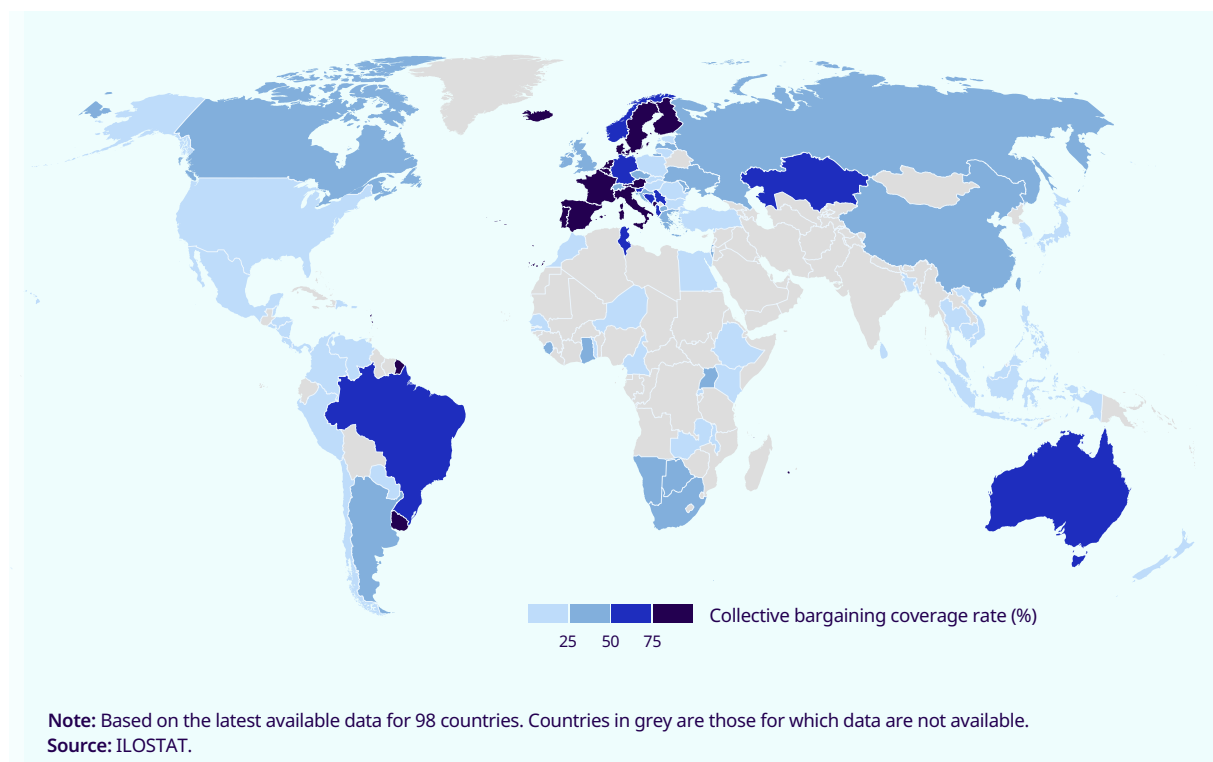 Collective bargaining coverage rate (%)
25 50 75
Note: Based on the latest available data for 98 countries. Countries in grey are those for which data are not available.
Source: ILOSTAT.